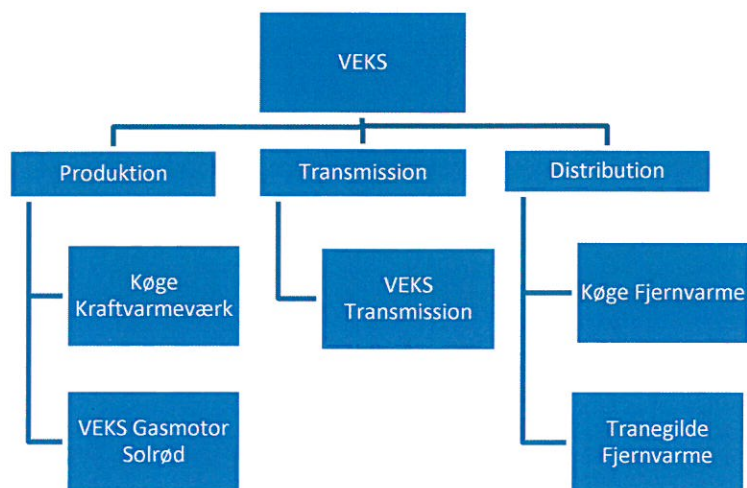 VEKS
Produktion
Transmission
Distribution
Køge
Kraftvarmeværk
VEKS
Transmission
Køge Fjernvarme
VEKS Gasmotor
Solrød
Tranegilde
Fjernvarme